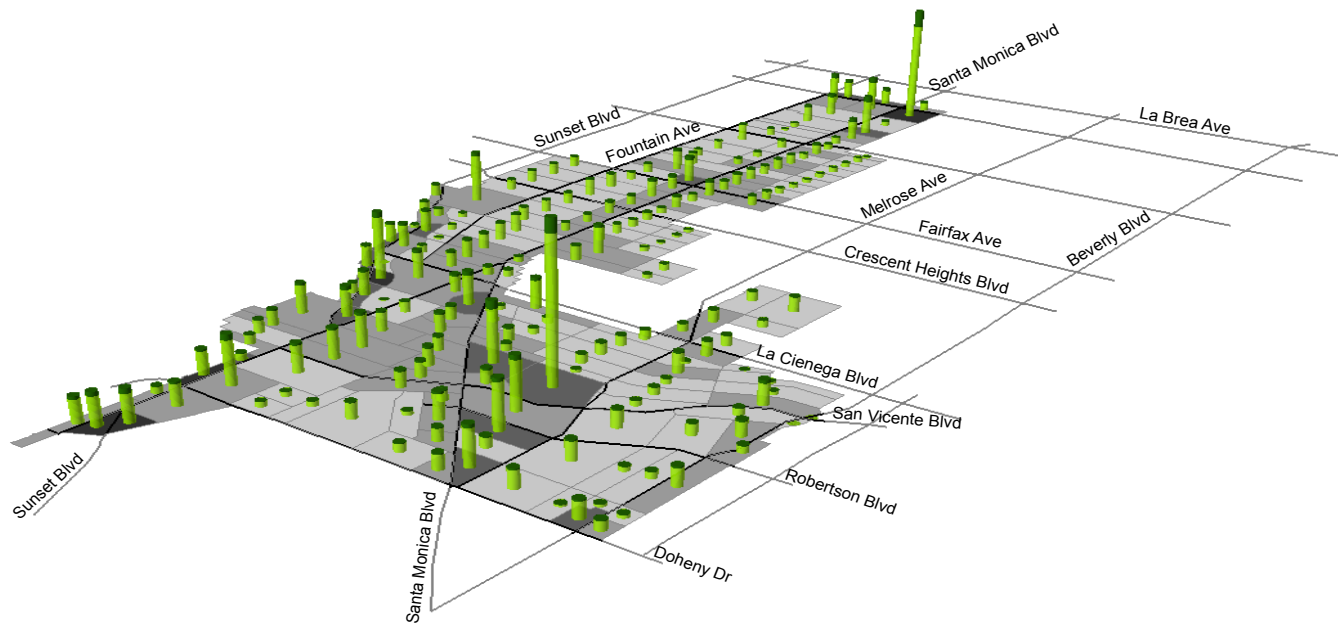 Santa Monica Blvd
La Brea Ave
Sunset Blvd
Fountain Ave
Melrose Ave
Fairfax Ave
Beverly Blvd
Crescent Heights Blvd
La Cienega Blvd
San Vicente Blvd
Sunset Blvd
Robertson Blvd
Santa Monica Blvd
Doheny Dr